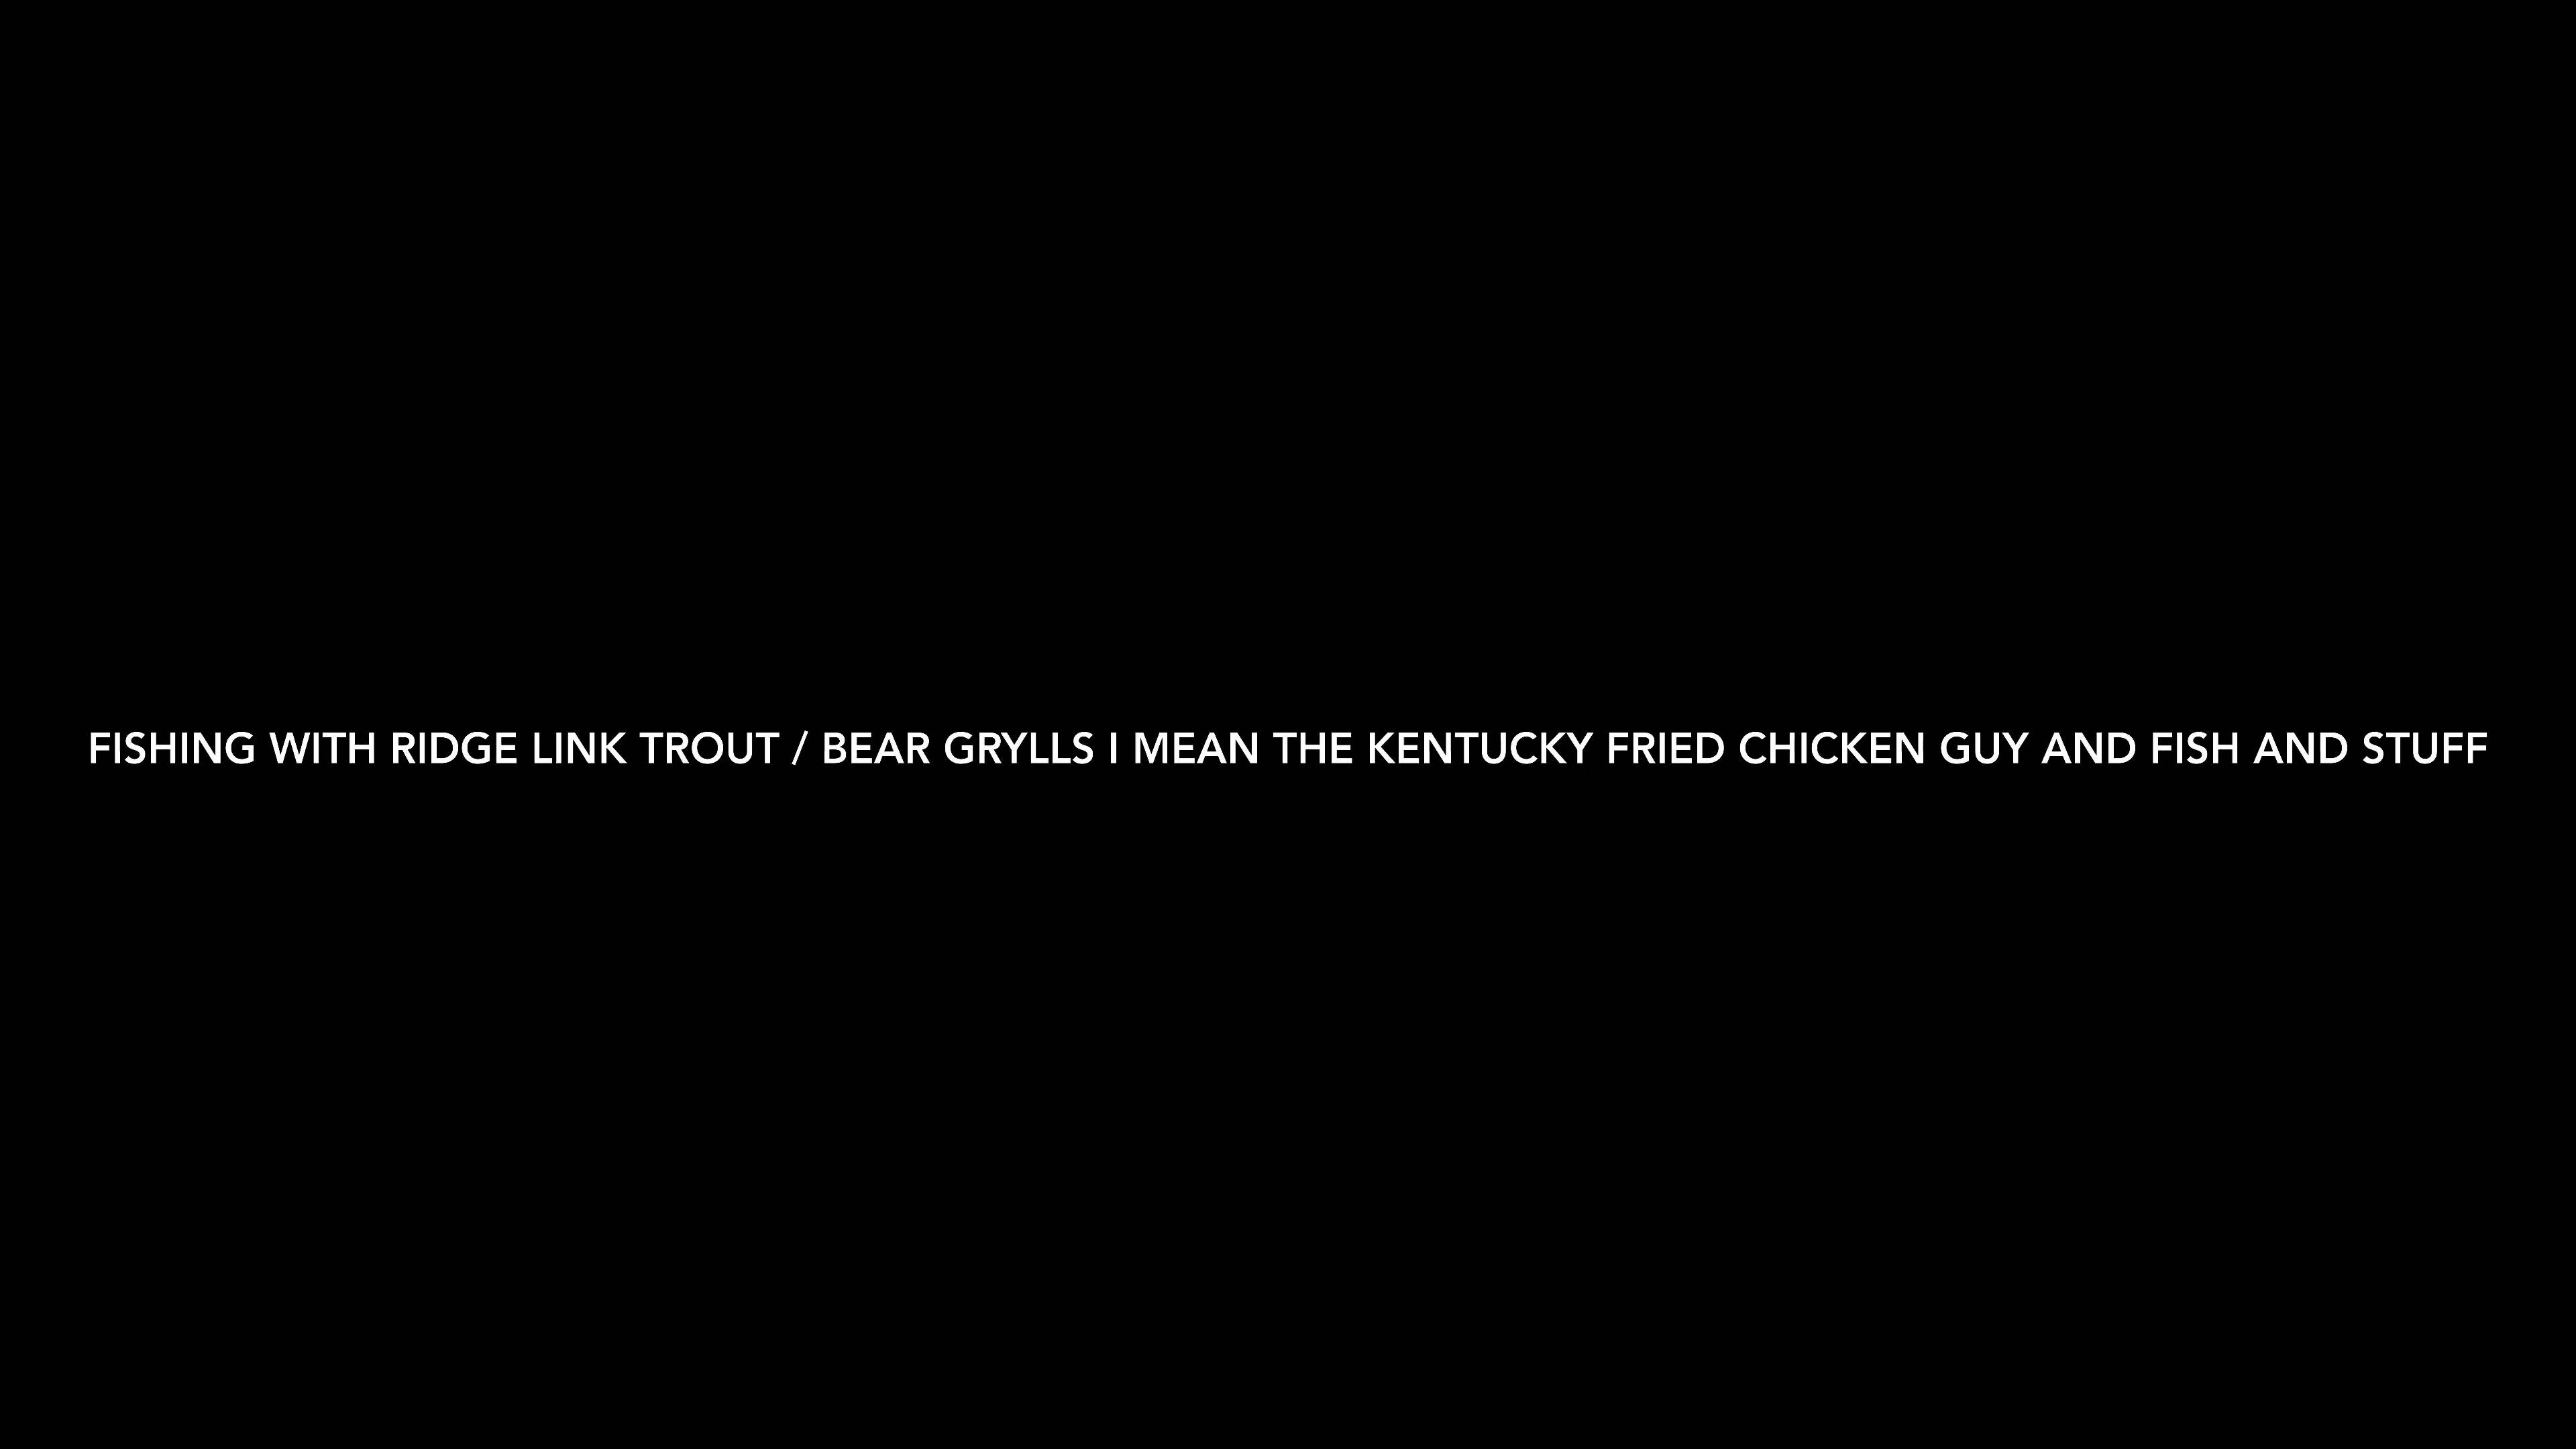 FISHING WITH RIDGE LINK TROUT / BEAR GRYLLS I MEAN THE KENTUCKY FRIED CHICKEN GUY AND FISH AND STUFF